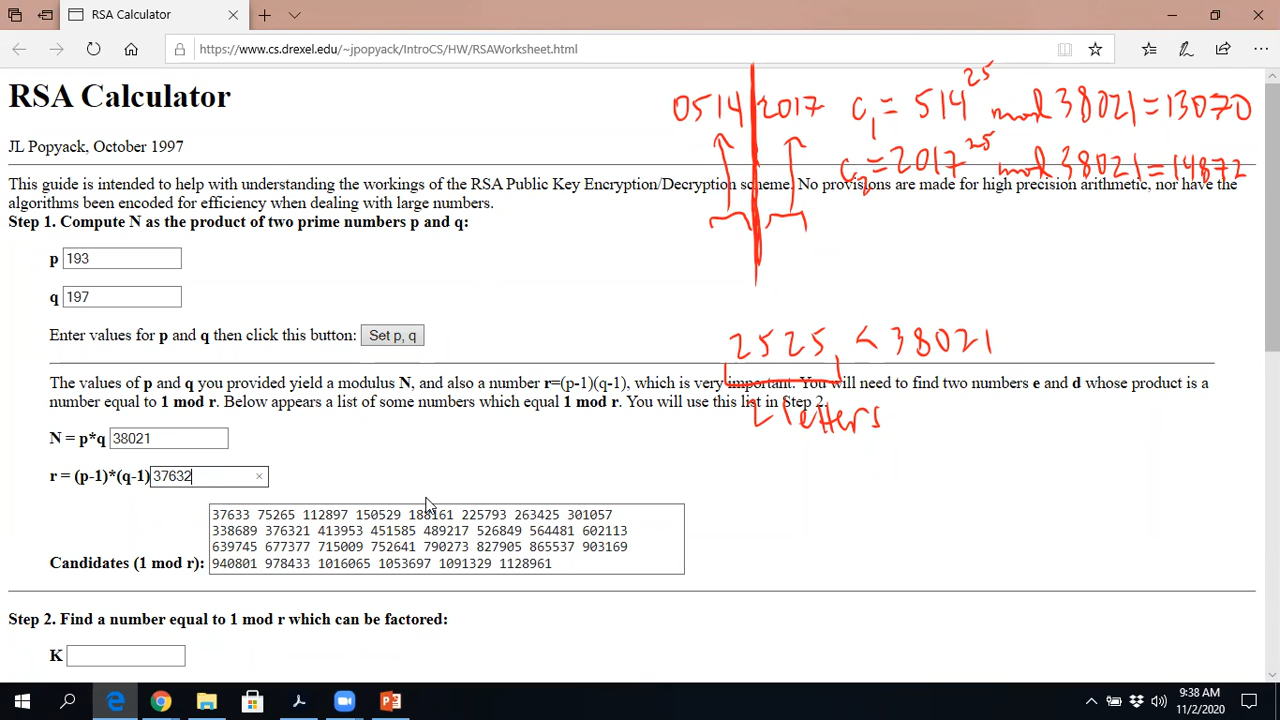 RSA Calculator
https://www.cs.drexel.edu/~jpopyack/IntroCS/HW/RSAWorksheet.html
RSA Calculator
0514 2017 c1 = 514^25 mod 38021 = 13070
JL Popyack, October 1997
c2 = 2017^25 mod 38021 = 14872
This guide is intended to help with understanding the workings of the RSA Public Key Encryption/Decryption scheme. No provisions are made for high precision arithmetic, nor have the
algorithms been encoded for efficiency when dealing with large numbers.
Step 1. Compute N as the product of two prime numbers p and q:
p 193
q 197
Enter values for p and q then click this button: Set p, q
2525 < 38021
The values of p and q you provided yield a modulus N, and also a number r=(p-1)(q-1), which is very important. You will need to find two numbers e and d whose product is a
number equal to 1 mod r. Below appears a list of some numbers which equal 1 mod r. You will use this list in Step 2.
2 letters
N = p*q 38021
r = (p-1)*(q-1) 37632
37633 75265 112897 150529 188161 225793 263425 301057
338689 376321 413953 451585 489217 526849 564481 602113
639745 677377 715009 752641 790273 827905 865537 903169
Candidates (1 mod r): 940801 978433 1016065 1053697 1091329 1128961
Step 2. Find a number equal to 1 mod r which can be factored:
K
9:38 AM
11/2/2020